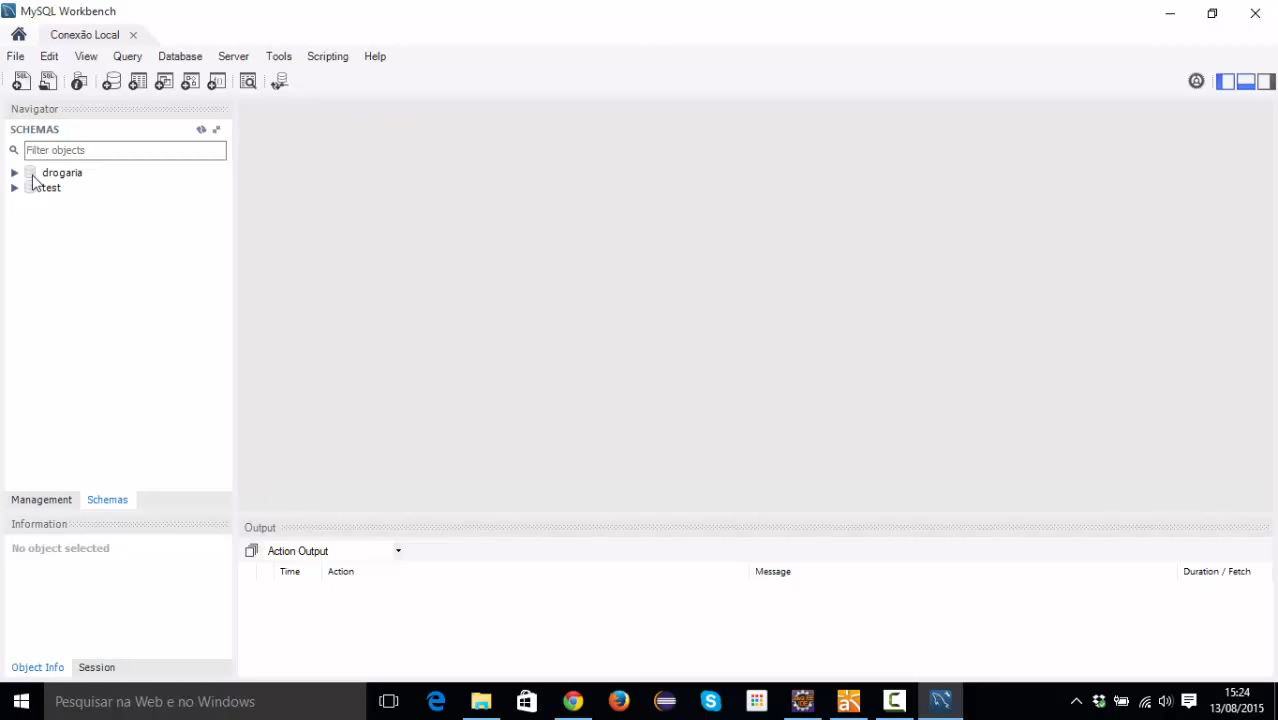 MySQL Workbench
Conexão Local
File Edit View Query Database Server Tools Scripting Help
SQL SQL
Navigator
SCHEMAS
Filter objects
drogaria
test
Management Schemas
Information
No object selected
Object Info Session
Output
Action Output
Time Action Message Duration / Fetch
Pesquisar na Web e no Windows
15:24
13/08/2015